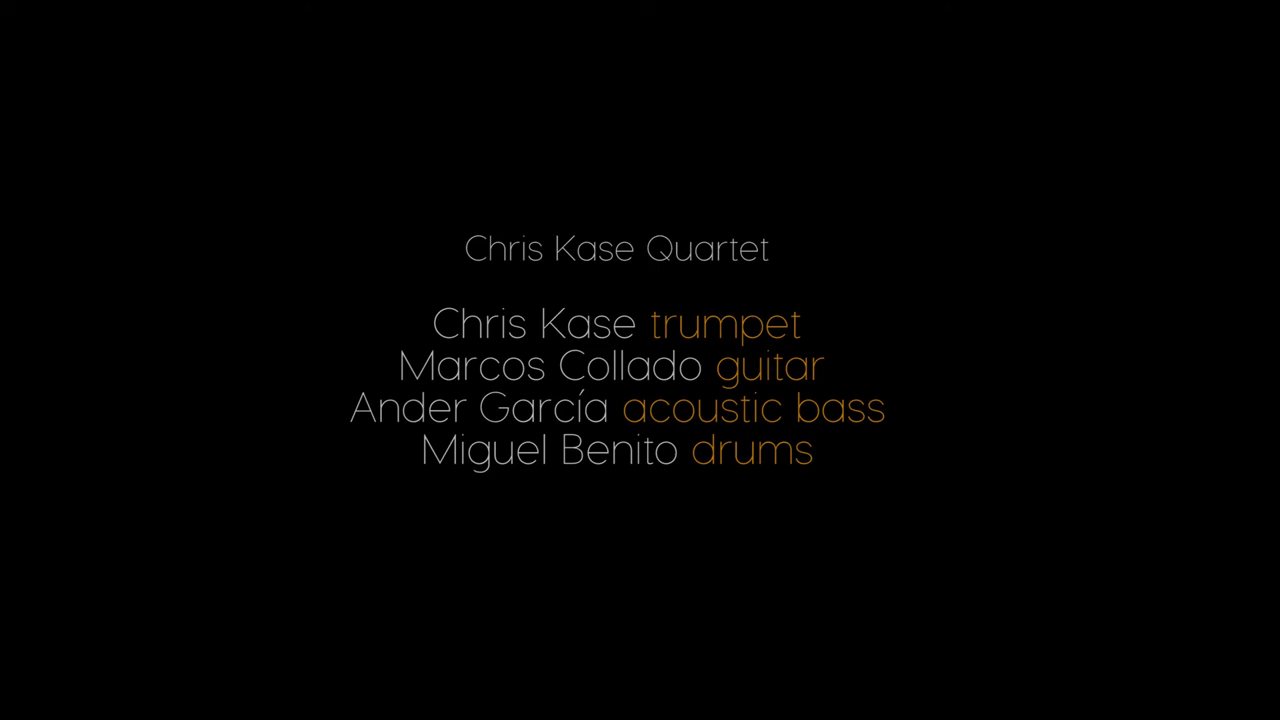 Chris Kase Quartet
Chris Kase trumpet
Marcos Collado guitar
Ander García acoustic bass
Miguel Benito drums